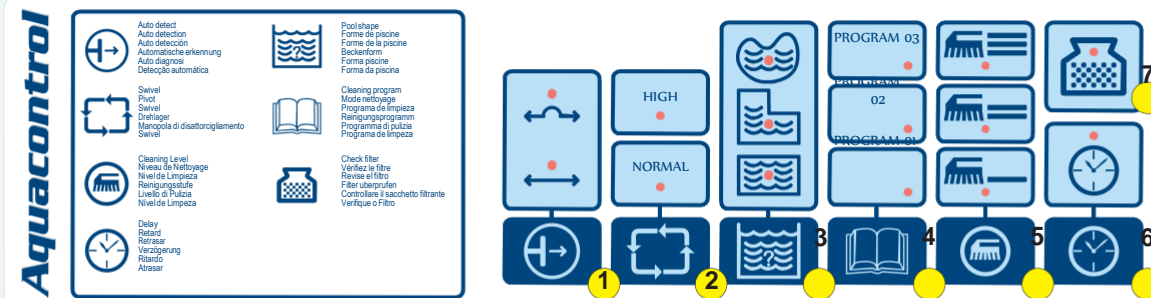 Aquacontrol
Auto detect
Auto detection
Auto detección
Automatische erkennung
Auto diagnosi
Detecção automática
Swivel
Pivot
Swivel
Drehlager
Manopola di disattorcigliamento
Swivel
Cleaning Level
Niveau de Nettoyage
Nivel de Limpieza
Reinigungsstufe
Livello di Pulizia
Nivel de Limpeza
Delay
Retard
Retrasar
Verzögerung
Ritardo
Atrasar
Pool shape
Forme de piscine
Forme de la piscine
Beckenform
Forma piscine
Forma da piscina
Cleaning program
Mode nettoyage
Programa de limpieza
Reinigungsprogramm
Programma di pulizia
Programa de limpeza
Check filter
Vérifiez le filtre
Revise el filtro
Filter uberprufen
Controllare il sacchetto filtrante
Verifique o Filtro
?
HIGH
NORMAL
PROGRAM 03
PROGRAM
02
PROGRAM 01
?
1
2
3
4
5
6
7